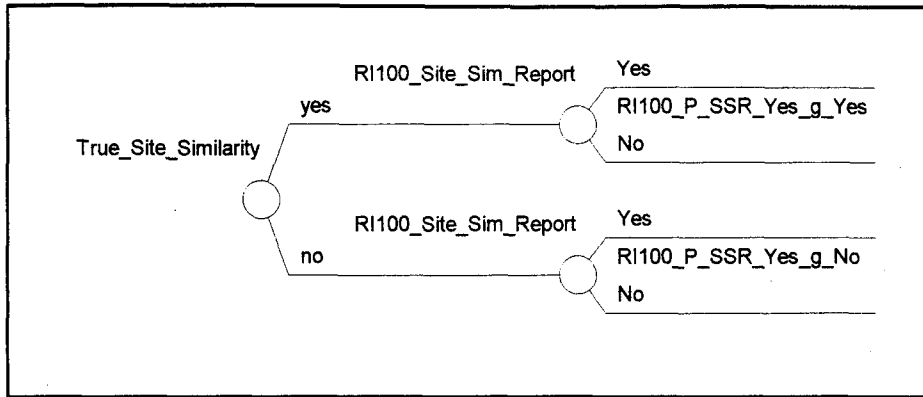 RI100_Site_Sim_Report
Yes
yes
RI100_P_SSR_Yes_g_Yes
No
True_Site_Similarity
RI100_Site_Sim_Report
Yes
no
RI100_P_SSR_Yes_g_No
No